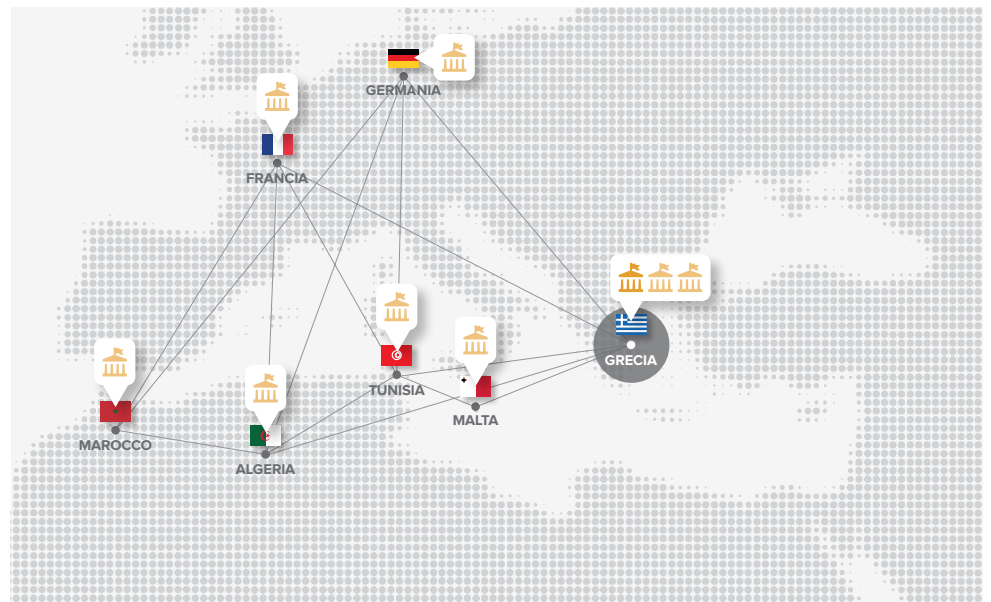 GERMANIA
FRANCIA
GRECIA
TUNISIA
MALTA
MAROCCO
ALGERIA